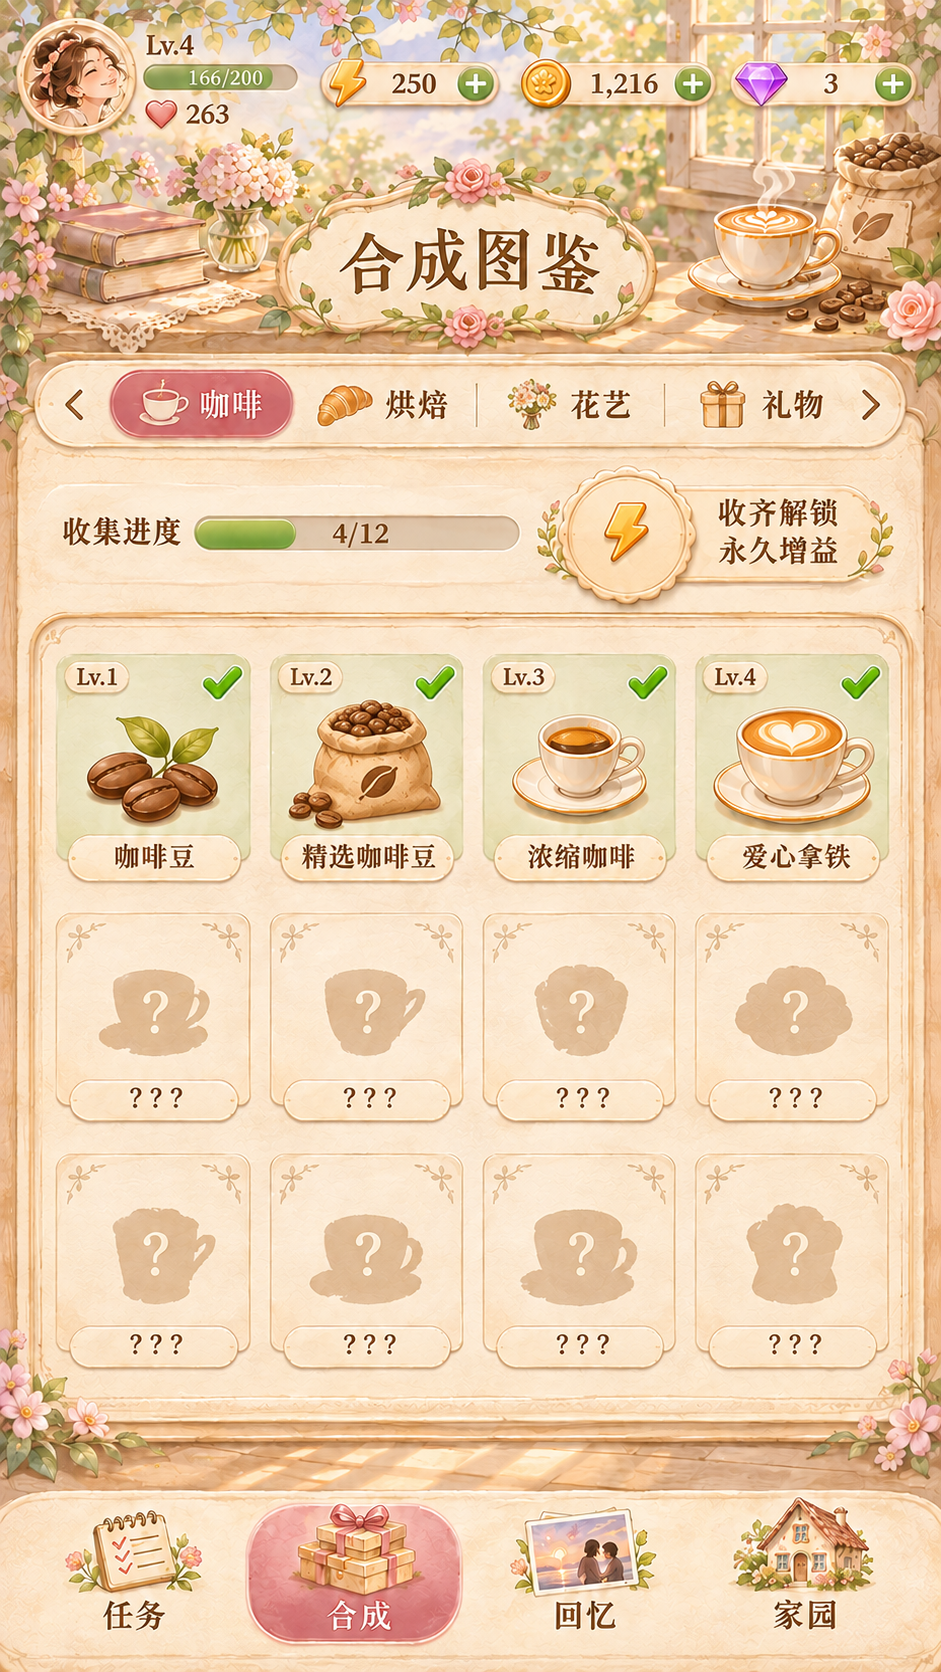 Lv.4
166/200
263
250
1,216
3
合成图鉴
咖啡
烘焙
花艺
礼物
收集进度
4/12
收齐解锁
永久增益
Lv.1
Lv.2
Lv.3
Lv.4
咖啡豆
精选咖啡豆
浓缩咖啡
爱心拿铁
?
?
?
?
???
???
???
???
?
?
?
?
???
???
???
???
任务
合成
回忆
家园